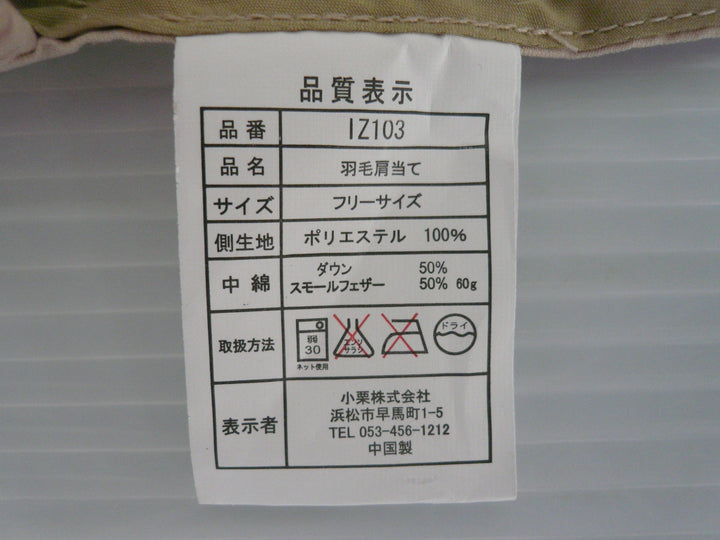 品質表示
品番 IZ103
品名 羽毛肩当て
サイズ フリーサイズ
側生地 ポリエステル 100%
中綿 ダウン 50%
スモールフェザー 50% 60g
取扱方法 弱 30 エンソサラシ ドライ
ネット使用
表示者 小栗株式会社
浜松市早馬町1-5
TEL 053-456-1212
中国製